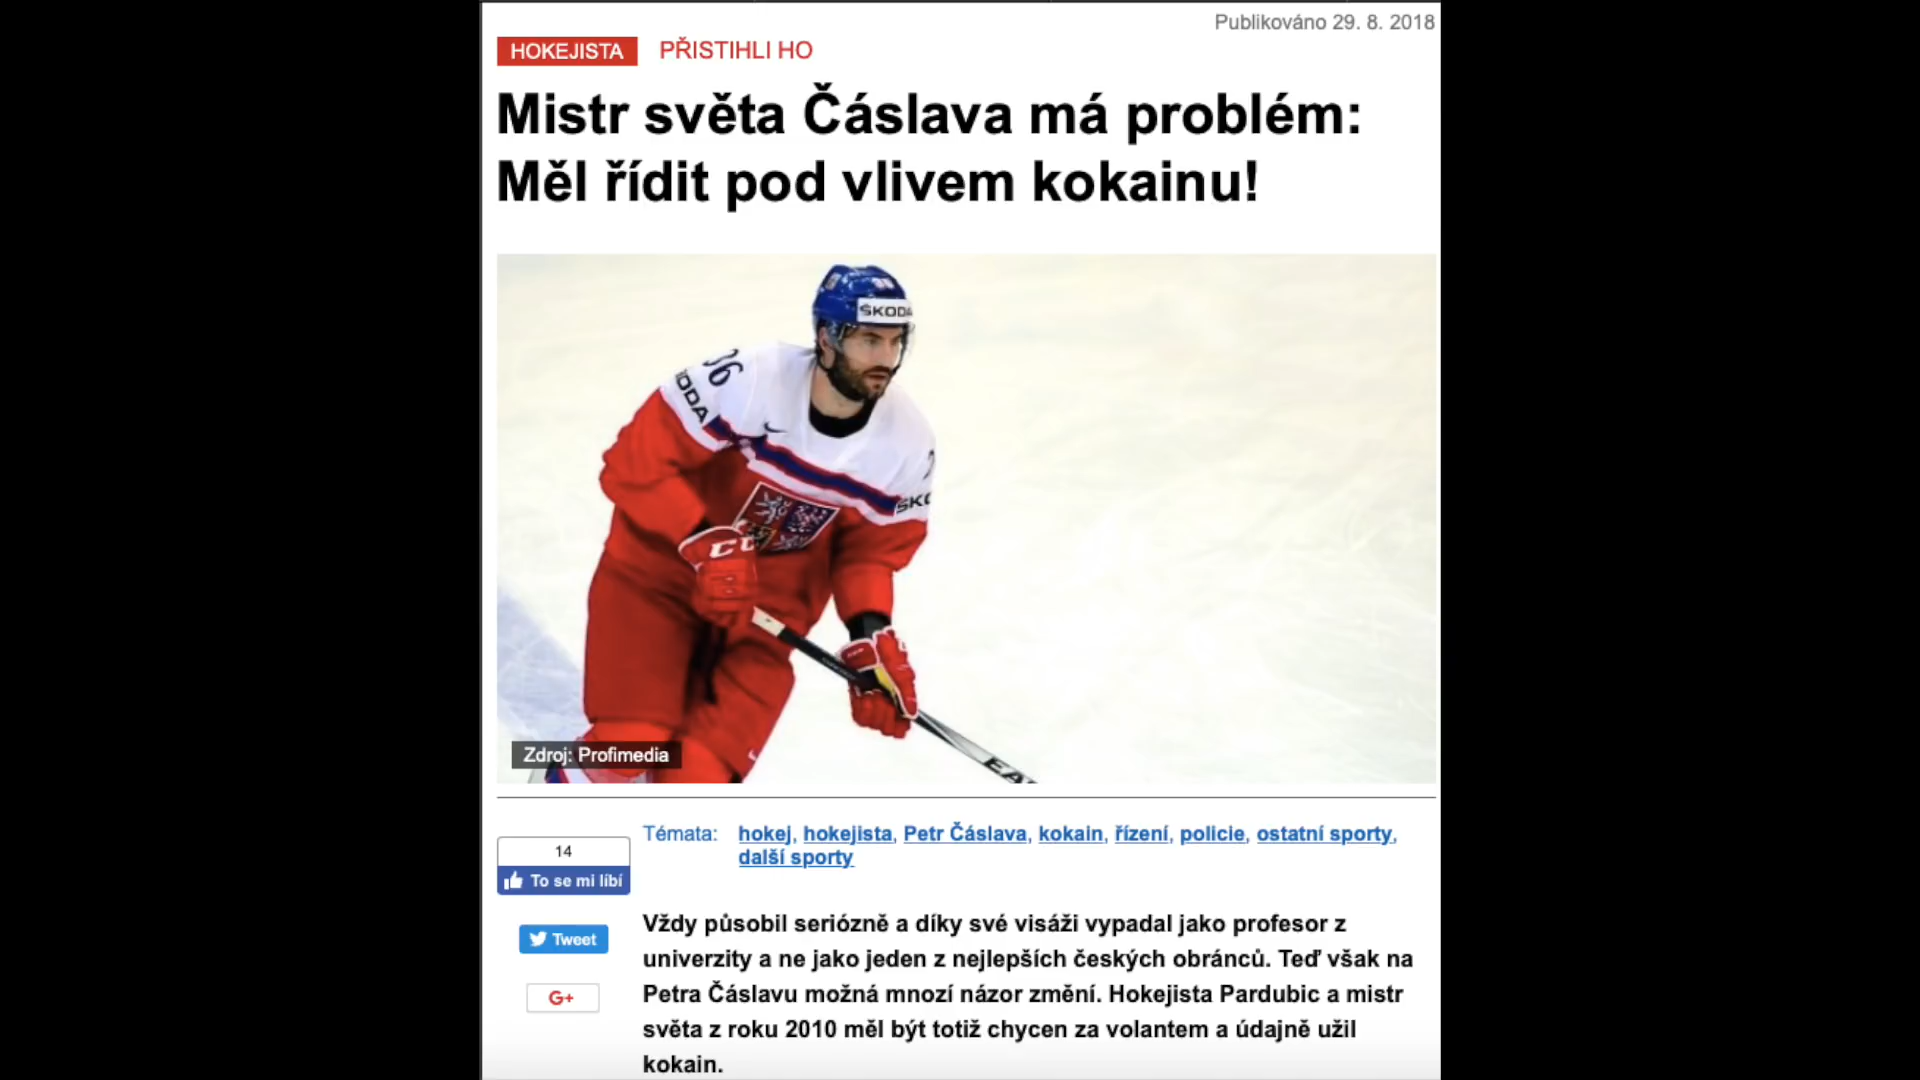 Publikováno 29. 8. 2018
HOKEJISTA PŘISTIHLI HO
Mistr světa Čáslava má problém:
Měl řídit pod vlivem kokainu!
ŠKODA
36
ŠKO
CC
Zdroj: Profimedia
14
To se mi líbí
Tweet
G+
Témata: hokej, hokejista, Petr Čáslava, kokain, řízení, policie, ostatní sporty,
další sporty
Vždy působil seriózně a díky své visáži vypadal jako profesor z
univerzity a ne jako jeden z nejlepších českých obránců. Teď však na
Petra Čáslavu možná mnozí názor změní. Hokejista Pardubic a mistr
světa z roku 2010 měl být totiž chycen za volantem a údajně užil
kokain.